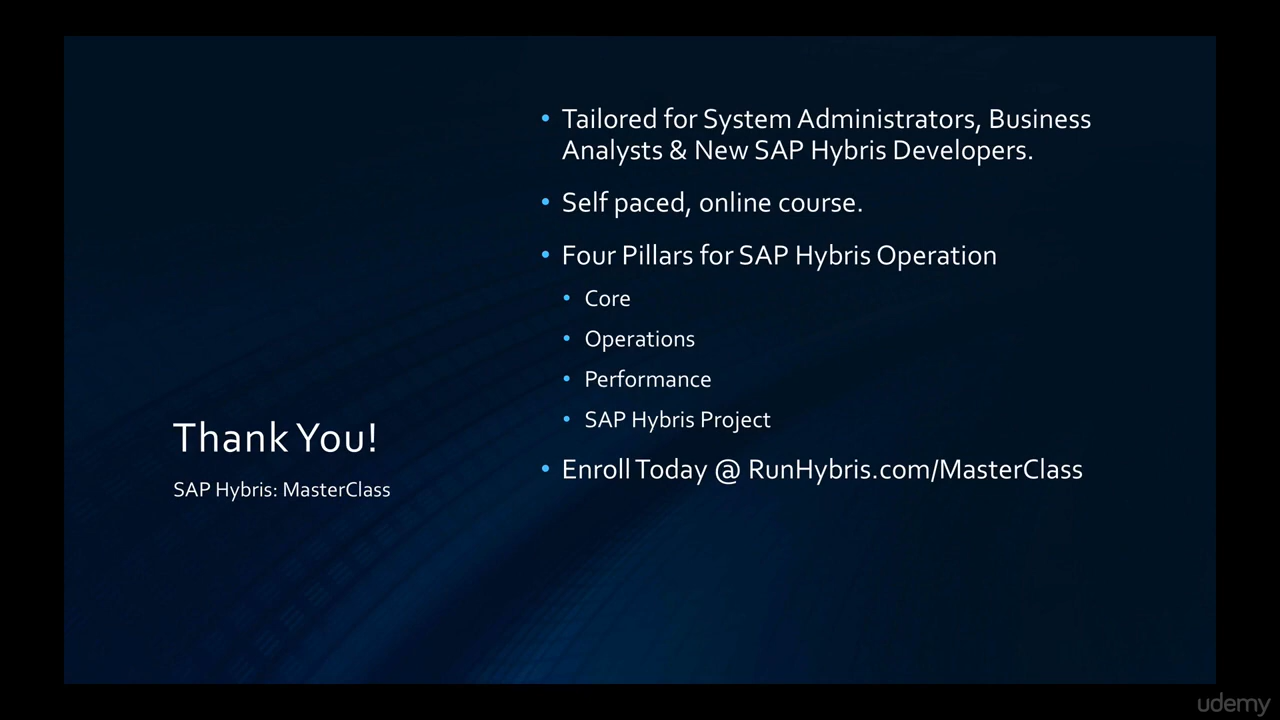 Thank You!
SAP Hybris: MasterClass
• Tailored for System Administrators, Business
Analysts & New SAP Hybris Developers.
• Self paced, online course.
• Four Pillars for SAP Hybris Operation
• Core
• Operations
• Performance
• SAP Hybris Project
• Enroll Today @ RunHybris.com/MasterClass
udemy